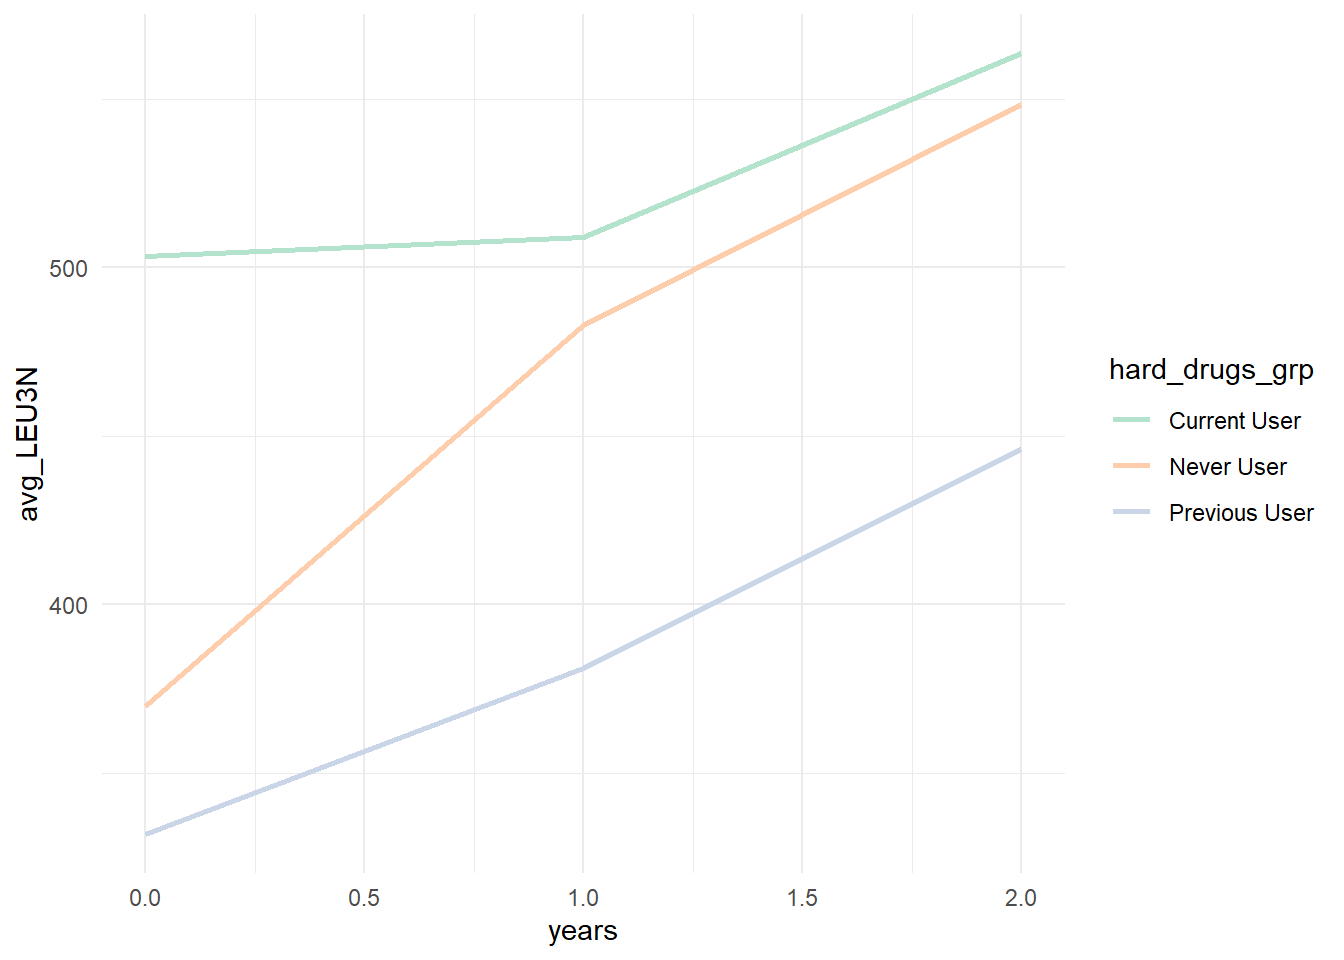 avg_LEU3N
500
400
0.0 0.5 1.0 1.5 2.0
years
hard_drugs_grp
Current User
Never User
Previous User